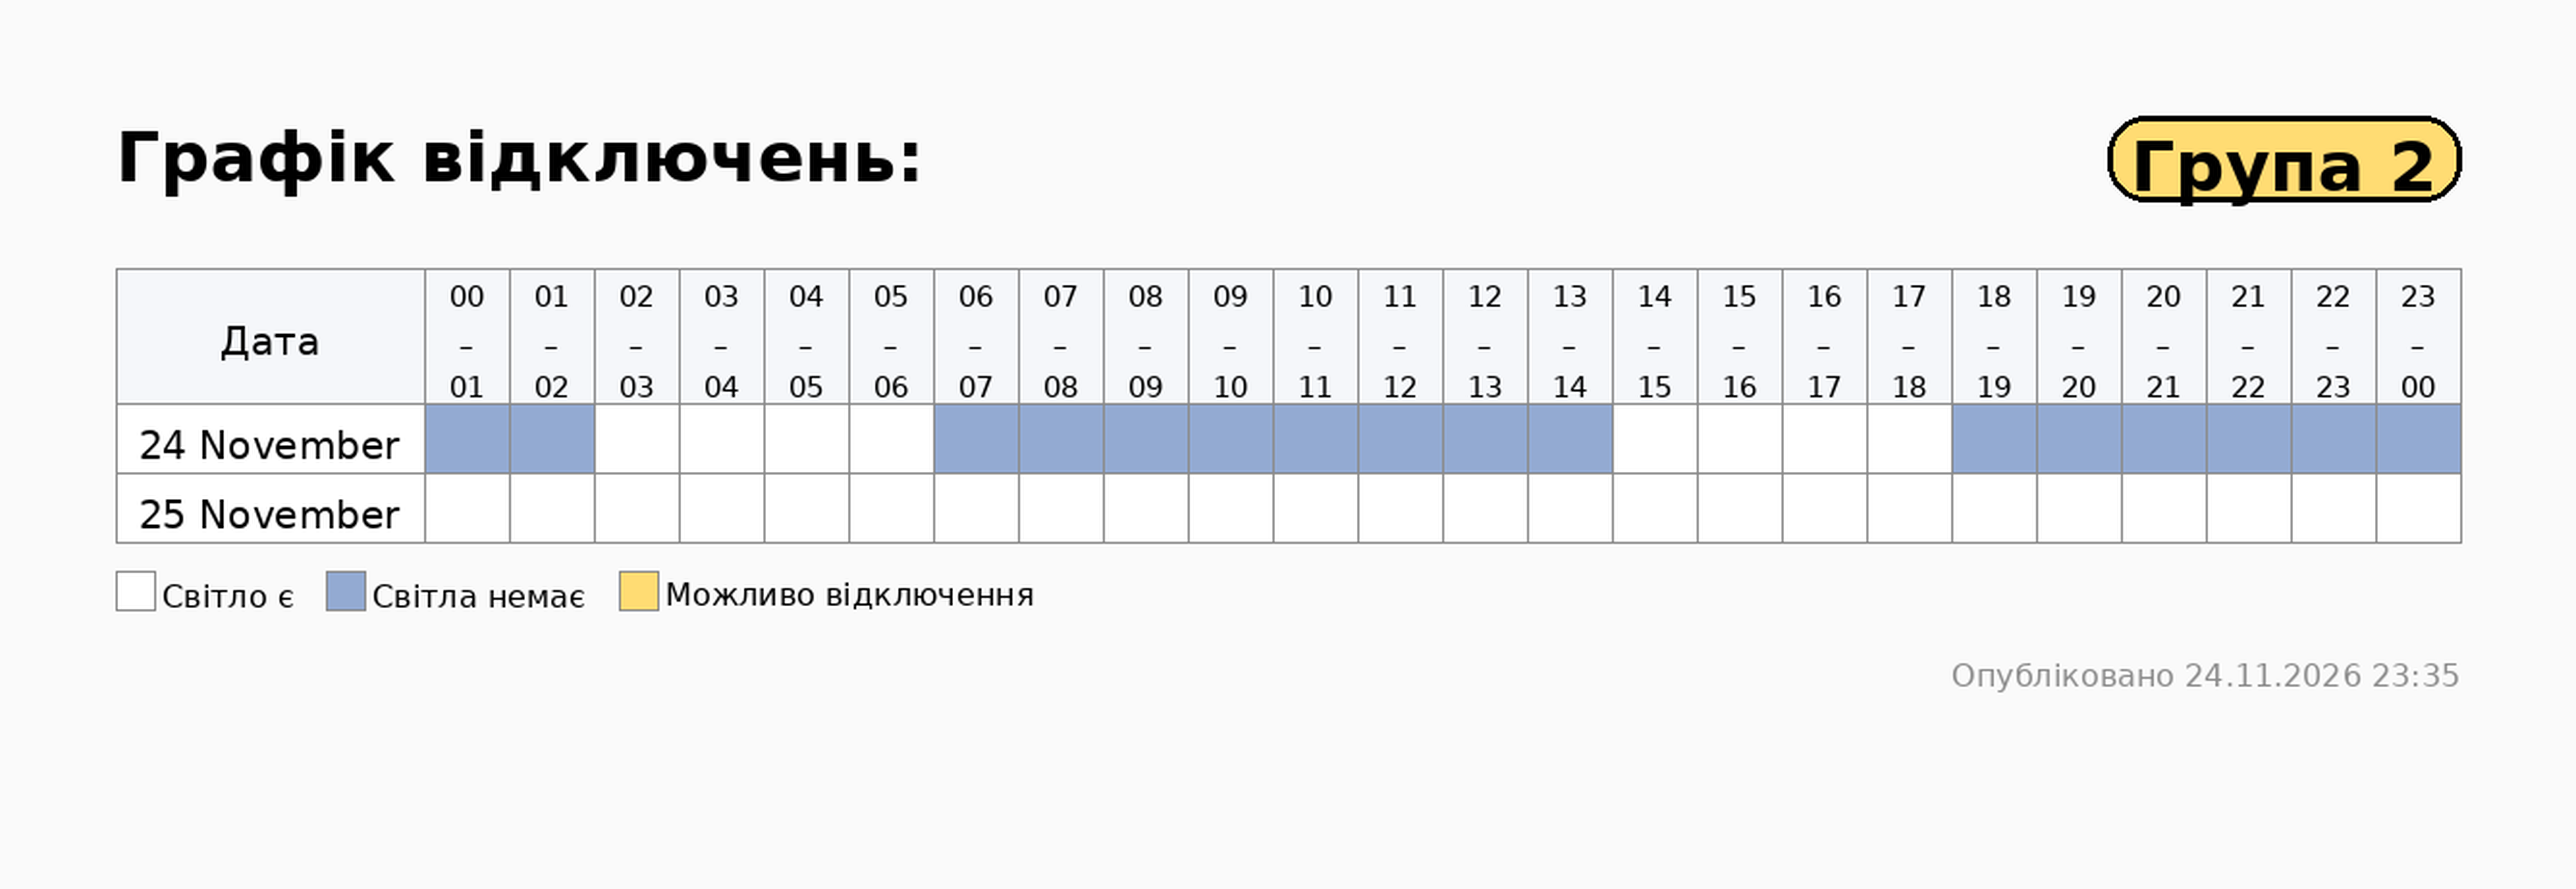 Графік відключень:
Група 2
Дата
00 – 01
01 – 02
02 – 03
03 – 04
04 – 05
05 – 06
06 – 07
07 – 08
08 – 09
09 – 10
10 – 11
11 – 12
12 – 13
13 – 14
14 – 15
15 – 16
16 – 17
17 – 18
18 – 19
19 – 20
20 – 21
21 – 22
22 – 23
23 – 00
24 November
25 November
Світло є
Світла немає
Можливо відключення
Опубліковано 24.11.2026 23:35